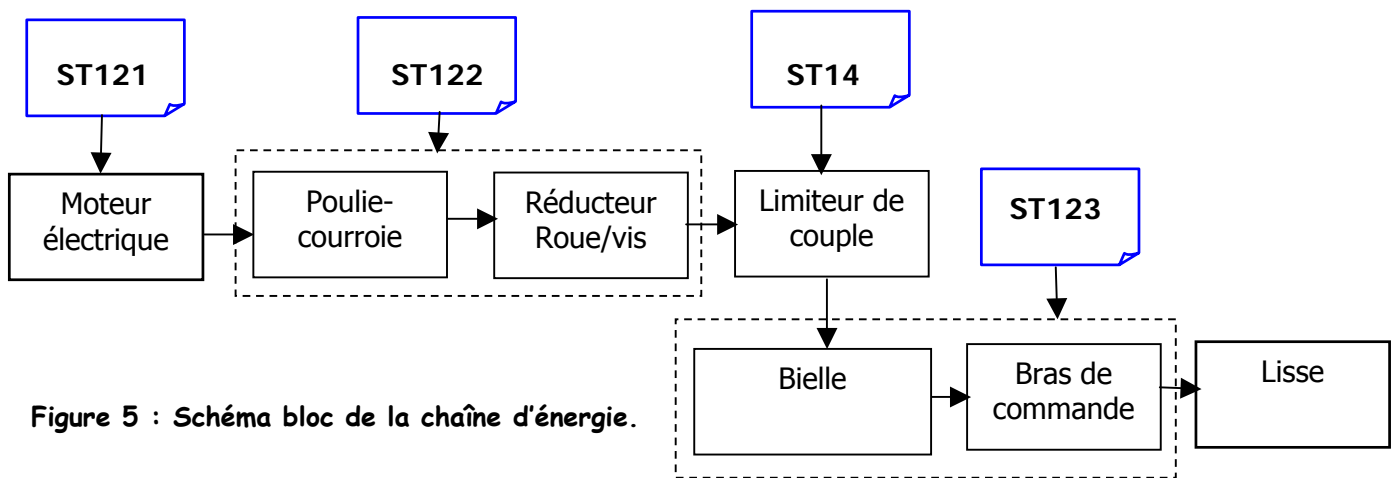 ST121
ST122
ST14
Moteur
électrique
Poulie-
courroie
Réducteur
Roue/vis
Limiteur de
couple
ST123
Bielle
Bras de
commande
Lisse
Figure 5 : Schéma bloc de la chaîne d'énergie.